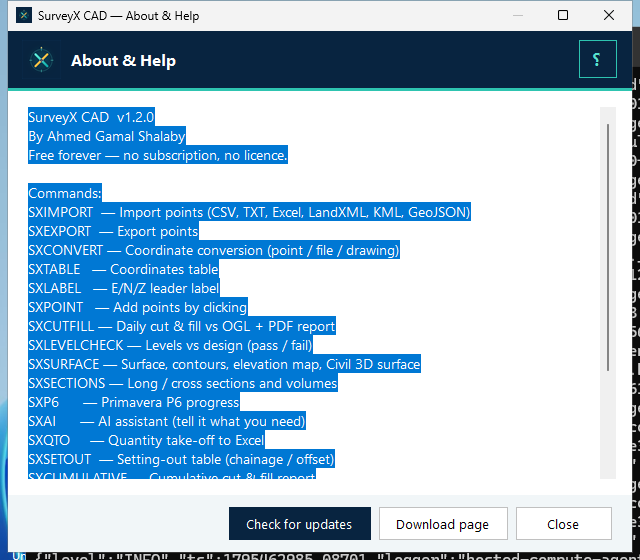 SurveyX CAD — About & Help
About & Help
؟
SurveyX CAD v1.2.0
By Ahmed Gamal Shalaby
Free forever — no subscription, no licence.
Commands:
SXIMPORT — Import points (CSV, TXT, Excel, LandXML, KML, GeoJSON)
SXEXPORT — Export points
SXCONVERT — Coordinate conversion (point / file / drawing)
SXTABLE — Coordinates table
SXLABEL — E/N/Z leader label
SXPOINT — Add points by clicking
SXCUTFILL — Daily cut & fill vs OGL + PDF report
SXLEVELCHECK — Levels vs design (pass / fail)
SXSURFACE — Surface, contours, elevation map, Civil 3D surface
SXSECTIONS — Long / cross sections and volumes
SXP6 — Primavera P6 progress
SXAI — AI assistant (tell it what you need)
SXQTO — Quantity take-off to Excel
SXSETOUT — Setting-out table (chainage / offset)
SXCUMULATIVE — Cumulative cut & fill report
Check for updates
Download page
Close